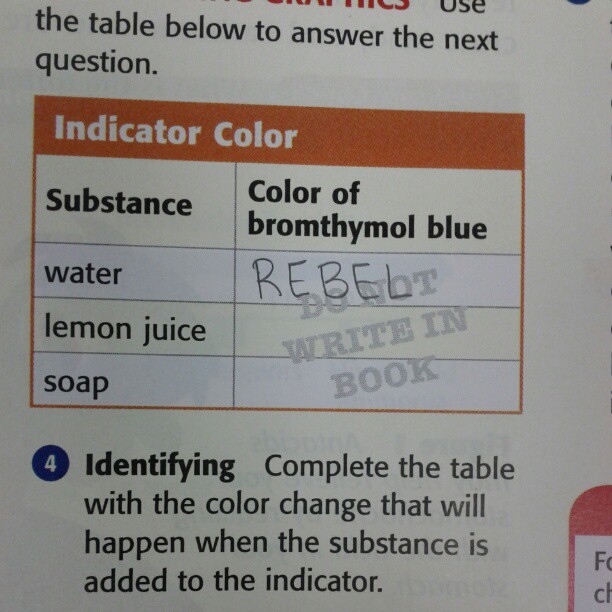 Use
the table below to answer the next
question.
Indicator Color
Substance Color of
bromthymol blue
water REBEL
DO NOT
lemon juice
WRITE IN
soap
BOOK
4 Identifying Complete the table
with the color change that will
happen when the substance is
added to the indicator.